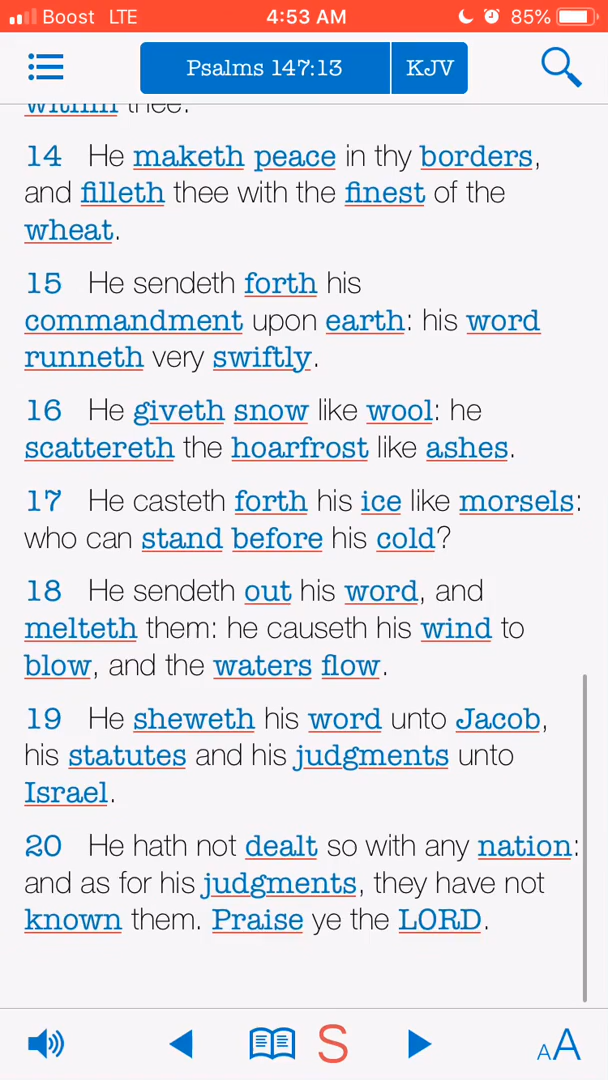 Boost LTE 4:53 AM 85%
Psalms 147:13 KJV
within thee.
14 He maketh peace in thy borders,
and filleth thee with the finest of the
wheat.
15 He sendeth forth his
commandment upon earth: his word
runneth very swiftly.
16 He giveth snow like wool: he
scattereth the hoarfrost like ashes.
17 He casteth forth his ice like morsels:
who can stand before his cold?
18 He sendeth out his word, and
melteth them: he causeth his wind to
blow, and the waters flow.
19 He sheweth his word unto Jacob,
his statutes and his judgments unto
Israel.
20 He hath not dealt so with any nation:
and as for his judgments, they have not
known them. Praise ye the LORD.
S AA